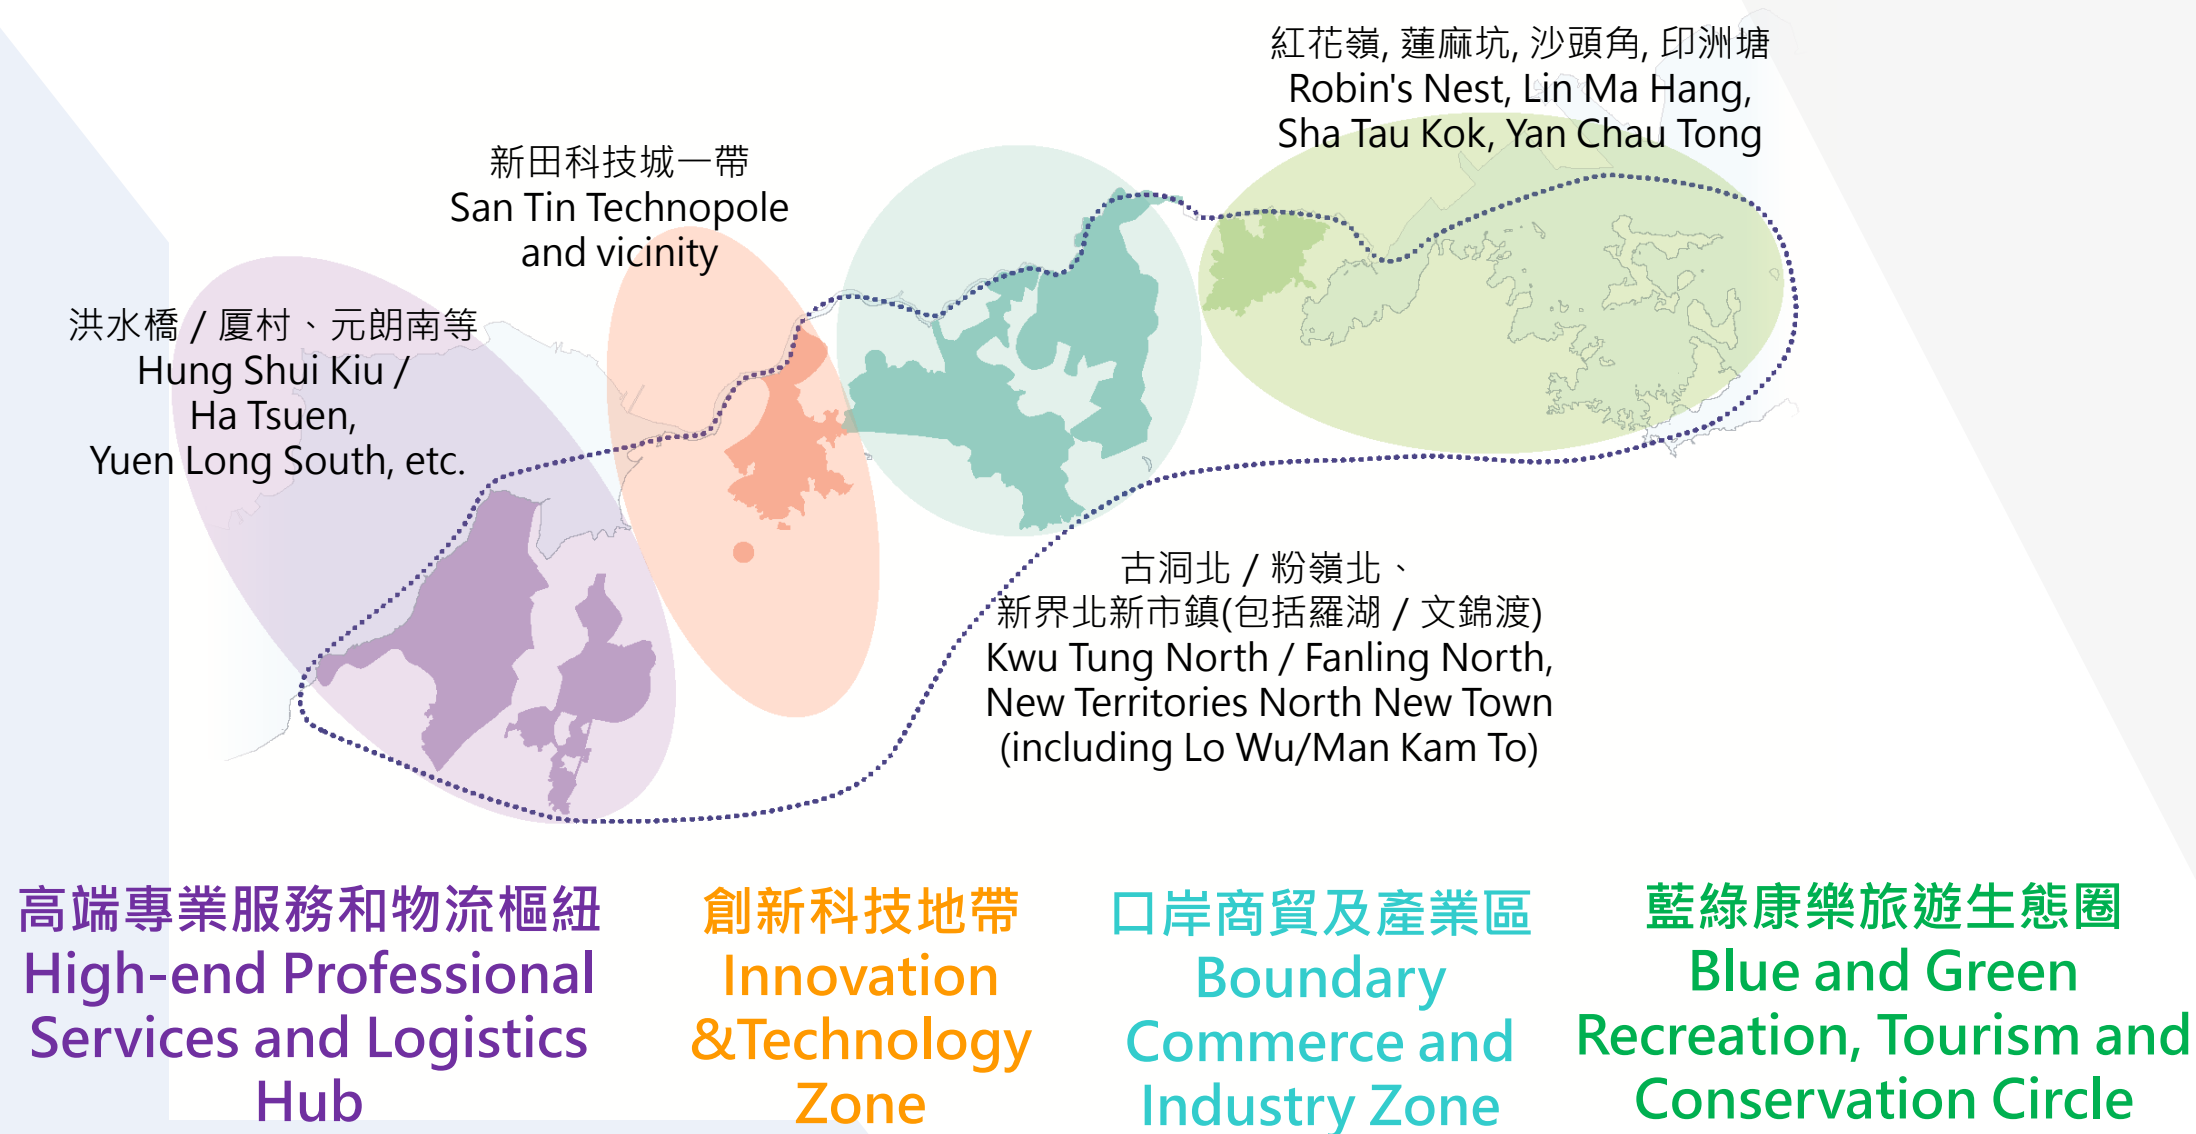 紅花嶺, 蓮麻坑, 沙頭角, 印洲塘
Robin's Nest, Lin Ma Hang,
Sha Tau Kok, Yan Chau Tong
新田科技城一帶
San Tin Technopole
and vicinity
洪水橋 / 厦村、元朗南等
Hung Shui Kiu /
Ha Tsuen,
Yuen Long South, etc.
古洞北 / 粉嶺北、
新界北新市鎮(包括羅湖 / 文錦渡)
Kwu Tung North / Fanling North,
New Territories North New Town
(including Lo Wu/Man Kam To)
高端專業服務和物流樞紐
High-end Professional
Services and Logistics
Hub
創新科技地帶
Innovation
&Technology
Zone
口岸商貿及產業區
Boundary
Commerce and
Industry Zone
藍綠康樂旅遊生態圈
Blue and Green
Recreation, Tourism and
Conservation Circle